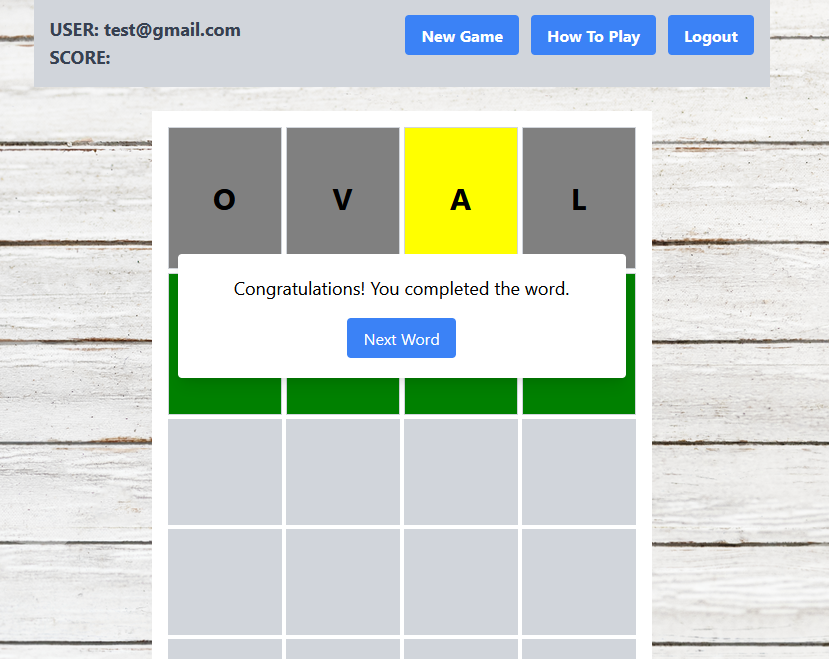 USER: test@gmail.com
SCORE:
New Game
How To Play
Logout
O V A L
Congratulations! You completed the word.
Next Word